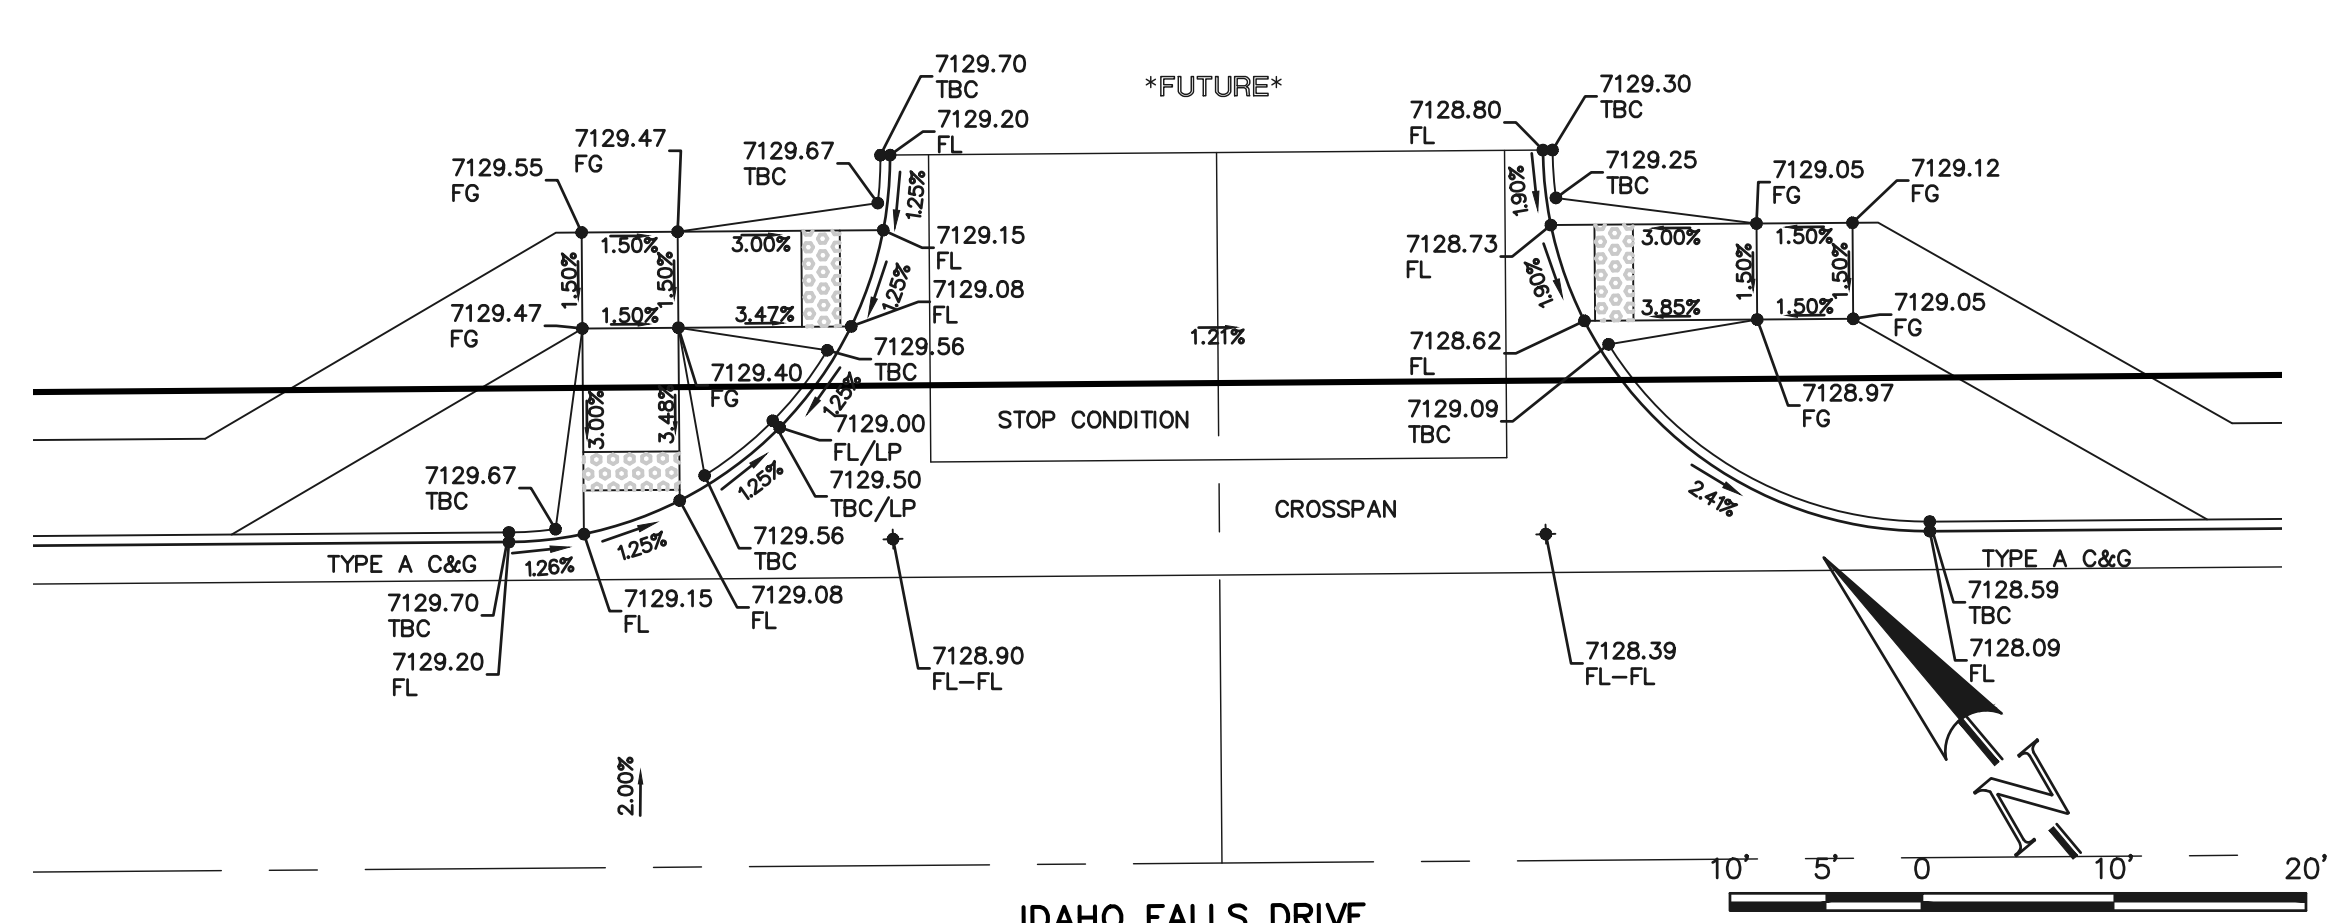 *FUTURE*
7129.70
TBC
7129.20
FL
7129.47
FG
7129.67
TBC
7129.55
FG
1.25%
1.50%
3.00%
7129.15
FL
1.50%
1.50%
1.25%
7129.08
FL
7129.47
FG
1.50%
3.47%
7129.56
TBC
7129.40
FG
1.25%
3.00%
3.48%
7129.00
FL/LP
7129.50
TBC/LP
1.25%
7129.67
TBC
7129.56
TBC
1.25%
1.26%
TYPE A C&G
7129.70
TBC
7129.20
FL
7129.15
FL
7129.08
FL
7128.90
FL-FL
2.00%
1.21%
STOP CONDITION
CROSSPAN
7128.80
FL
7129.30
TBC
7129.25
TBC
7129.05
FG
7129.12
FG
1.90%
7128.73
FL
3.00%
1.50%
1.90%
1.50%
1.50%
3.85%
1.50%
7129.05
FG
7128.62
FL
7129.09
TBC
7128.97
FG
2.41%
TYPE A C&G
7128.59
TBC
7128.09
FL
7128.39
FL-FL
N
10' 5' 0 10' 20'
IDAHO FALLS DRIVE